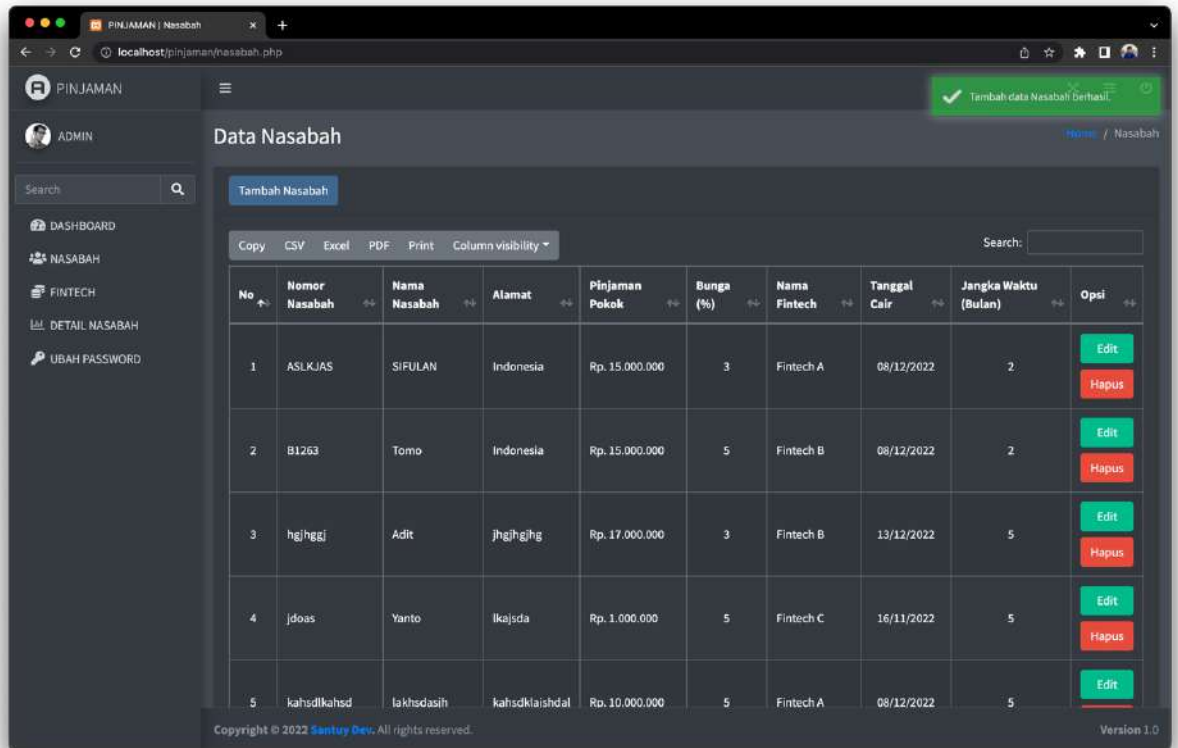 PINJAMAN | Nasabah
localhost/pinjaman/nasabah.php
PINJAMAN
Tambah data Nasabah berhasil.
ADMIN
Data Nasabah
Home / Nasabah
Search
Tambah Nasabah
DASHBOARD
NASABAH
FINTECH
DETAIL NASABAH
UBAH PASSWORD
Copy CSV Excel PDF Print Column visibility
Search:
No Nomor Nasabah Nama Nasabah Alamat Pinjaman Pokok Bunga (%) Nama Fintech Tanggal Cair Jangka Waktu (Bulan) Opsi
1 ASLKJAS SIFULAN Indonesia Rp. 15.000.000 3 Fintech A 08/12/2022 2 Edit Hapus
2 B1263 Tomo Indonesia Rp. 15.000.000 5 Fintech B 08/12/2022 2 Edit Hapus
3 hgjhggj Adit jhgjhgjhg Rp. 17.000.000 3 Fintech B 13/12/2022 5 Edit Hapus
4 jdoas Yanto lkajsda Rp. 1.000.000 5 Fintech C 16/11/2022 5 Edit Hapus
5 kahsdlkahsd lakhsdasih kahsdklaishdal Rp. 10.000.000 5 Fintech A 08/12/2022 5 Edit
Copyright © 2022 Santuy Dev. All rights reserved.
Version 1.0